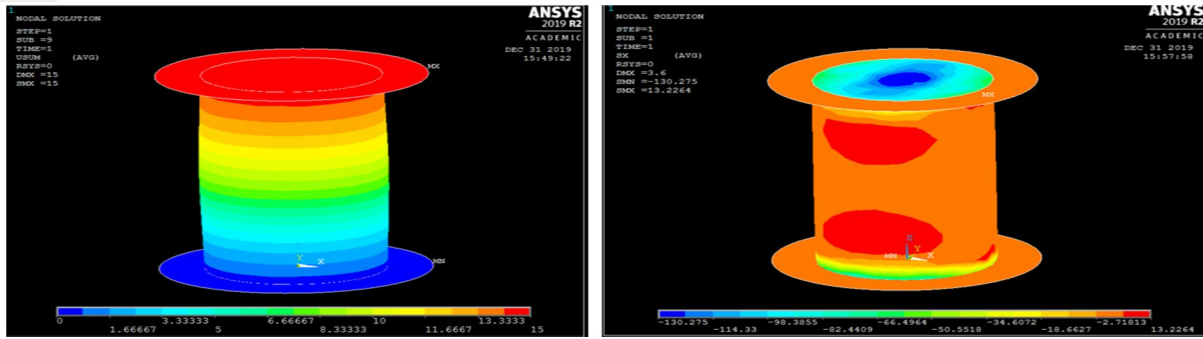 1
NODAL SOLUTION
STEP=1
SUB =9
TIME=1
USUM (AVG)
RSYS=0
DMX =15
SMX =15
ANSYS
2019 R2
ACADEMIC
DEC 31 2019
15:49:22
MX
MN
Y
X
0 3.33333 6.66667 10 13.3333
1.66667 5 8.33333 11.6667 15
1
NODAL SOLUTION
STEP=1
SUB =1
TIME=1
SX (AVG)
RSYS=0
DMX =3.6
SMN =-130.275
SMX =13.2264
ANSYS
2019 R2
ACADEMIC
DEC 31 2019
15:57:58
MX
Z
Y
MN X
-130.275 -98.3855 -66.4964 -34.6072 -2.71813
-114.33 -82.4409 -50.5518 -18.6627 13.2264